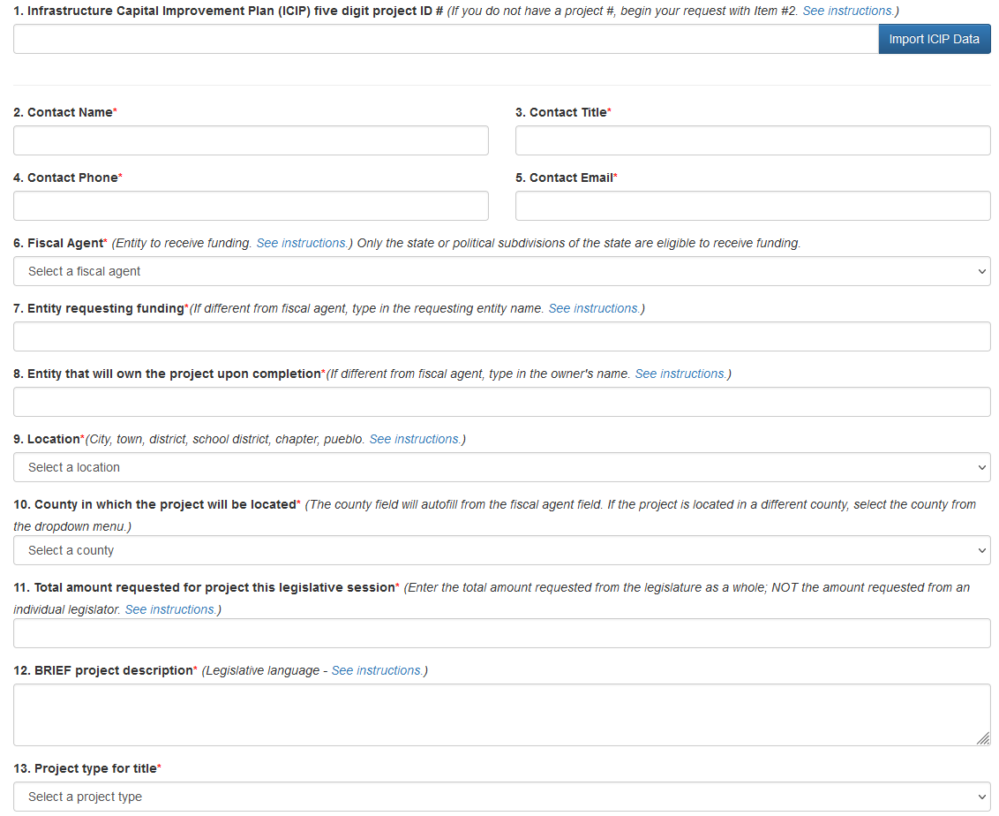 1. Infrastructure Capital Improvement Plan (ICIP) five digit project ID # (If you do not have a project #, begin your request with Item #2. See instructions.)
Import ICIP Data
2. Contact Name*
3. Contact Title*
4. Contact Phone*
5. Contact Email*
6. Fiscal Agent* (Entity to receive funding. See instructions.) Only the state or political subdivisions of the state are eligible to receive funding.
Select a fiscal agent
7. Entity requesting funding*(If different from fiscal agent, type in the requesting entity name. See instructions.)
8. Entity that will own the project upon completion*(If different from fiscal agent, type in the owner's name. See instructions.)
9. Location*(City, town, district, school district, chapter, pueblo. See instructions.)
Select a location
10. County in which the project will be located* (The county field will autofill from the fiscal agent field. If the project is located in a different county, select the county from
the dropdown menu.)
Select a county
11. Total amount requested for project this legislative session* (Enter the total amount requested from the legislature as a whole; NOT the amount requested from an
individual legislator. See instructions.)
12. BRIEF project description* (Legislative language - See instructions.)
13. Project type for title*
Select a project type